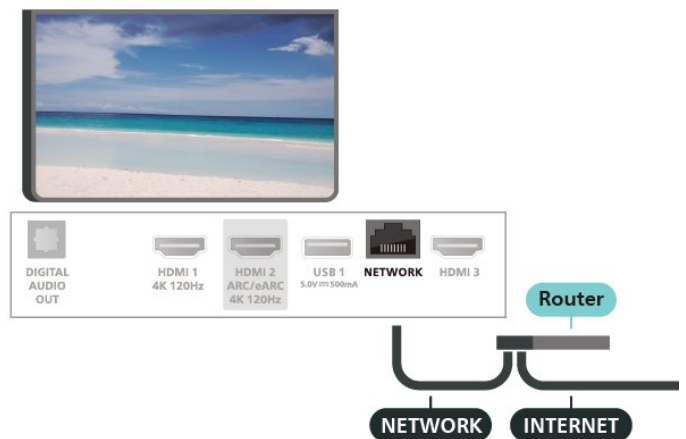 DIGITAL
AUDIO
OUT
HDMI 1
4K 120Hz
HDMI 2
ARC/eARC
4K 120Hz
USB 1
5.0V⎓500mA
NETWORK
HDMI 3
Router
NETWORK
INTERNET